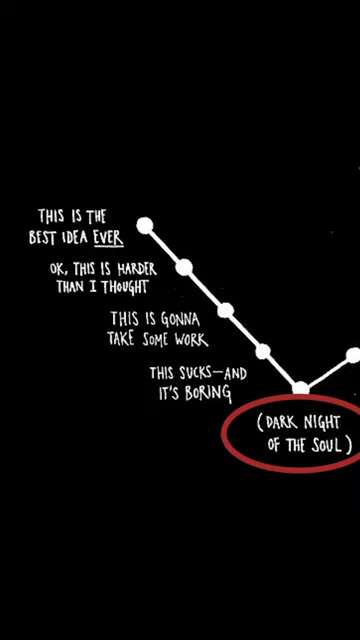 THIS IS THE
BEST IDEA EVER
OK, THIS IS HARDER
THAN I THOUGHT
THIS IS GONNA
TAKE SOME WORK
THIS SUCKS—AND
IT'S BORING
(DARK NIGHT
OF THE SOUL)